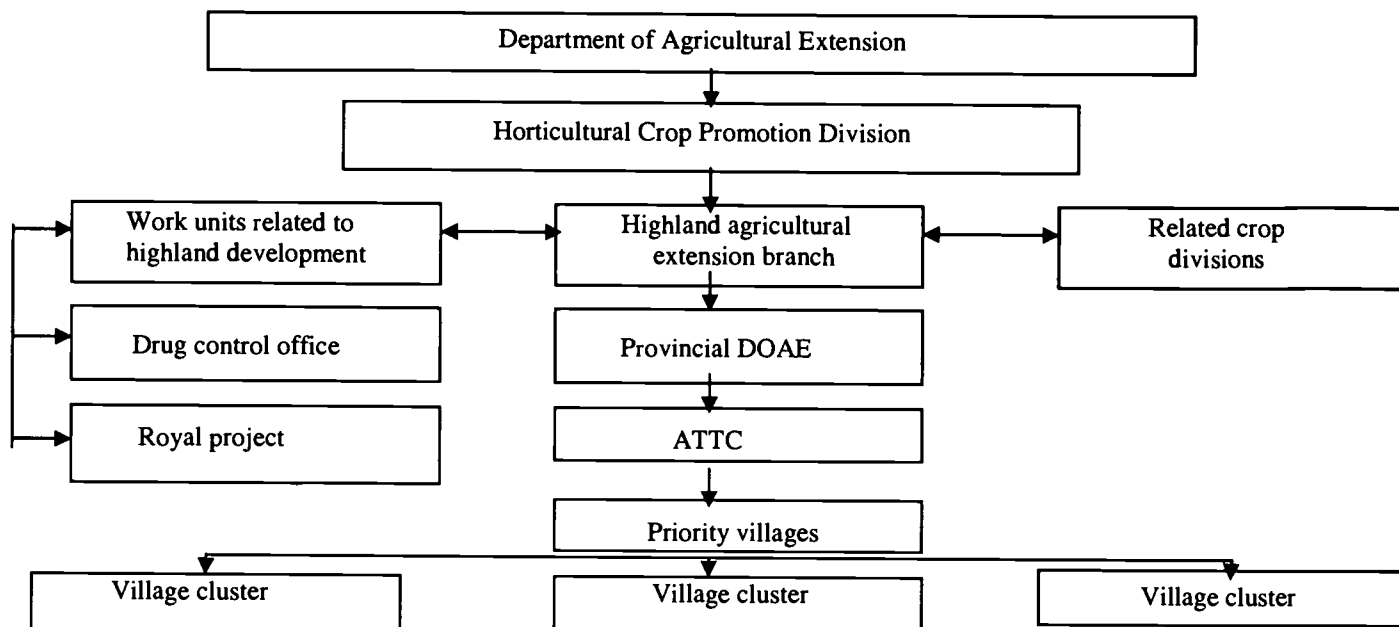 Department of Agricultural Extension
Horticultural Crop Promotion Division
Work units related to
highland development
Highland agricultural
extension branch
Related crop
divisions
Drug control office
Provincial DOAE
Royal project
ATTC
Priority villages
Village cluster
Village cluster
Village cluster